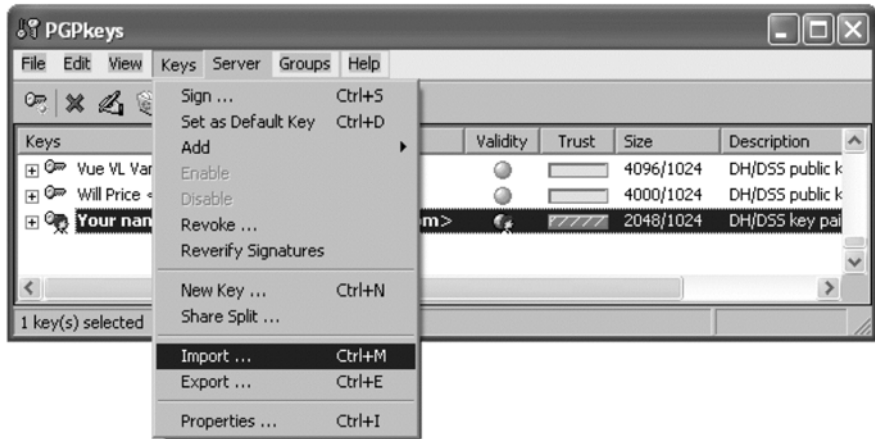 PGPkeys
File Edit View Keys Server Groups Help
Sign ... Ctrl+S
Set as Default Key Ctrl+D
Add
Enable
Disable
Revoke ...
Reverify Signatures
New Key ... Ctrl+N
Share Split ...
Import ... Ctrl+M
Export ... Ctrl+E
Properties ... Ctrl+I
Keys Validity Trust Size Description
Vue VL Var 4096/1024 DH/DSS public k
Will Price < 4000/1024 DH/DSS public k
Your nan m> 2048/1024 DH/DSS key pai
1 key(s) selected